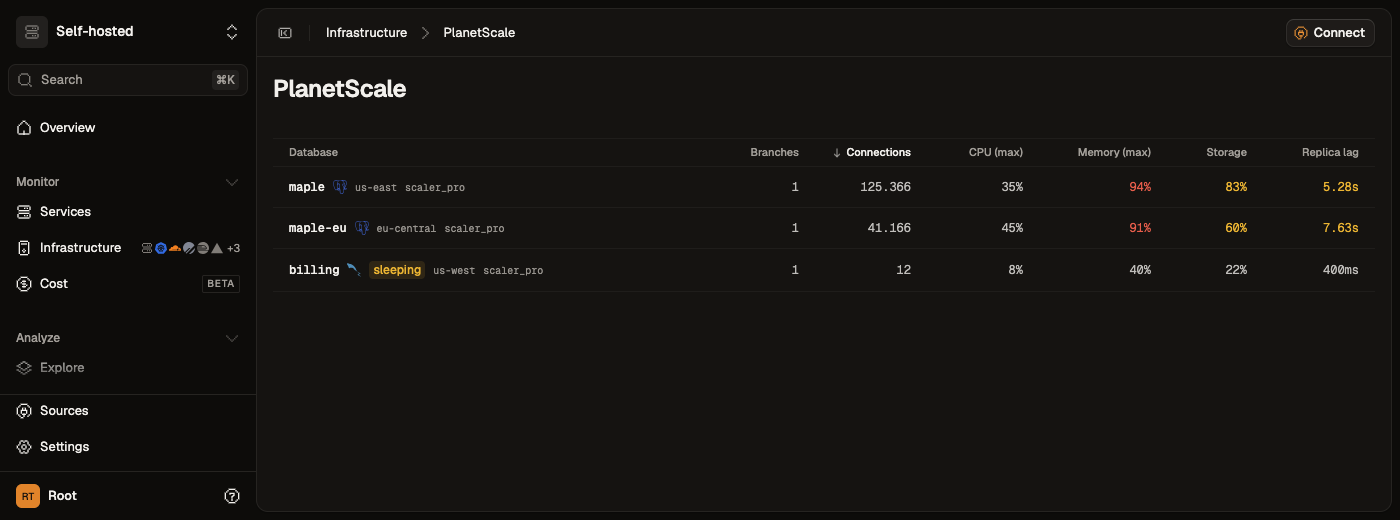 Self-hosted
Search ⌘K
Overview
Monitor
Services
Infrastructure +3
Cost BETA
Analyze
Explore
Sources
Settings
RT Root
Infrastructure PlanetScale
Connect
PlanetScale
Database Branches ↓ Connections CPU (max) Memory (max) Storage Replica lag
maple us-east scaler_pro 1 125.366 35% 94% 83% 5.28s
maple-eu eu-central scaler_pro 1 41.166 45% 91% 60% 7.63s
billing sleeping us-west scaler_pro 1 12 8% 40% 22% 400ms